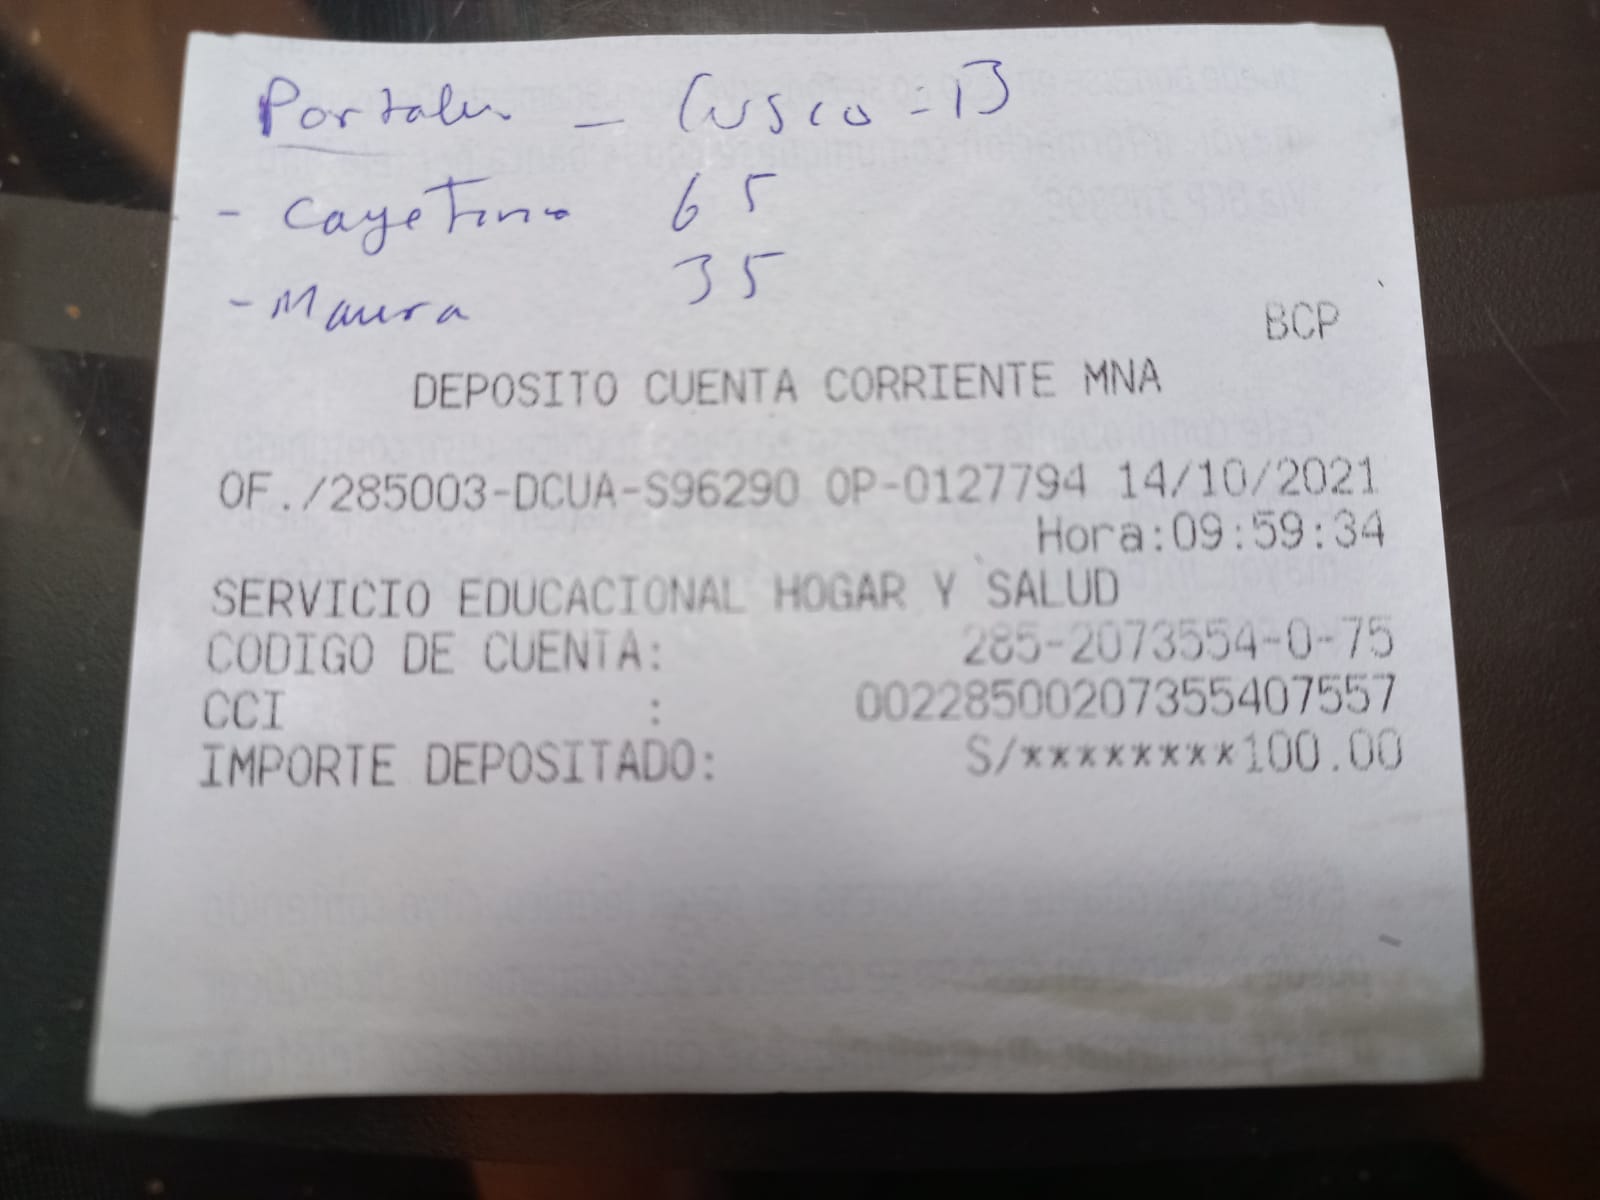 Portales - Cusco = 13
- Cayetano 65
- Maura 35
BCP
DEPOSITO CUENTA CORRIENTE MNA
OF./285003-DCUA-S96290 OP-0127794 14/10/2021
Hora:09:59:34
SERVICIO EDUCACIONAL HOGAR Y SALUD
CODIGO DE CUENTA: 285-2073554-0-75
CCI : 00228500207355407557
IMPORTE DEPOSITADO: S/********100.00